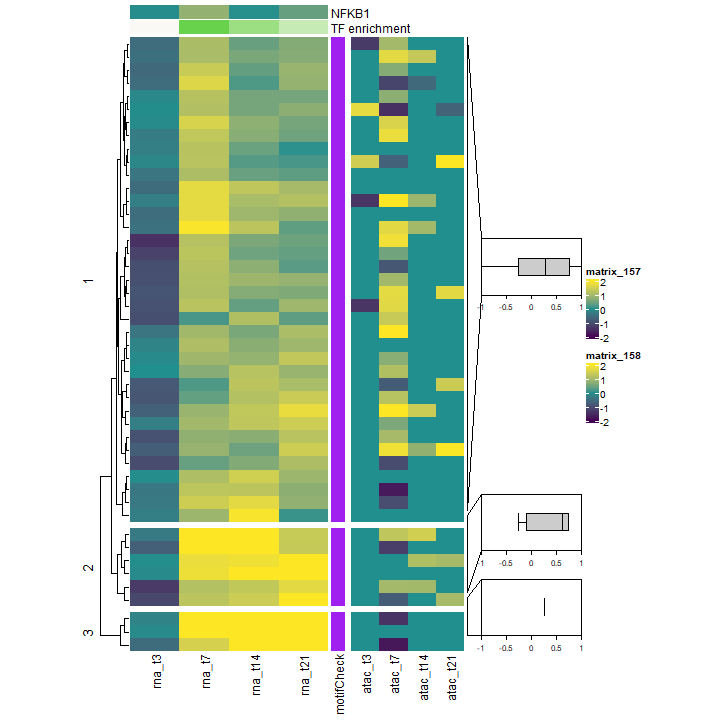 NFKB1
TF enrichment
1
2
3
-1 -0.5 0 0.5 1
matrix_157
2
1
0
-1
-2
matrix_158
2
1
0
-1
-2
-1 -0.5 0 0.5 1
-1 -0.5 0 0.5 1
rna_t3
rna_t7
rna_t14
rna_t21
motifCheck
atac_t3
atac_t7
atac_t14
atac_t21